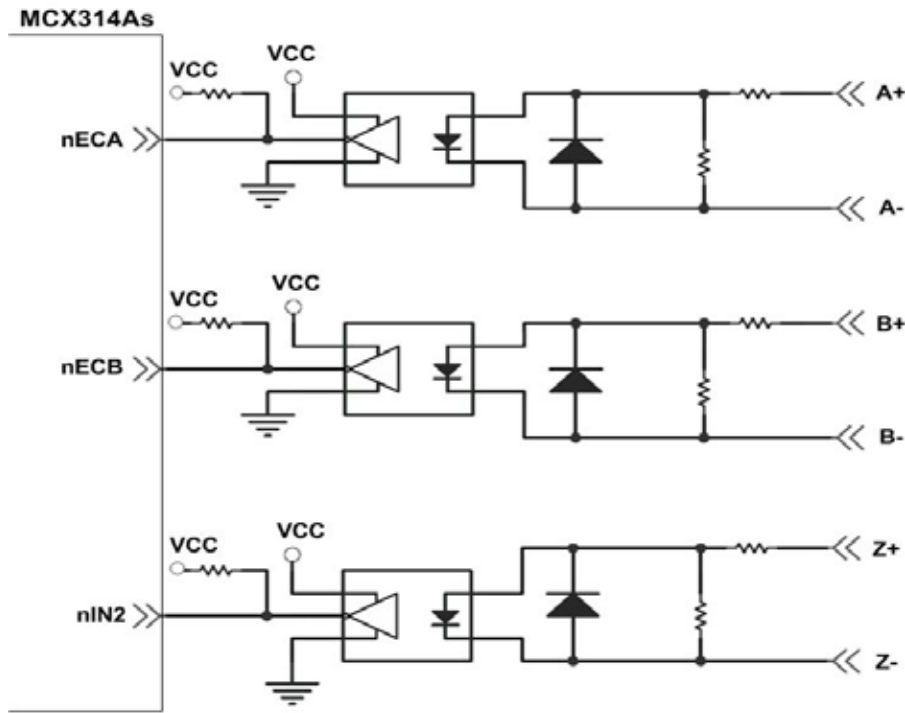 MCX314As
VCC
VCC
A+
nECA
A-
VCC
VCC
B+
nECB
B-
VCC
VCC
Z+
nIN2
Z-